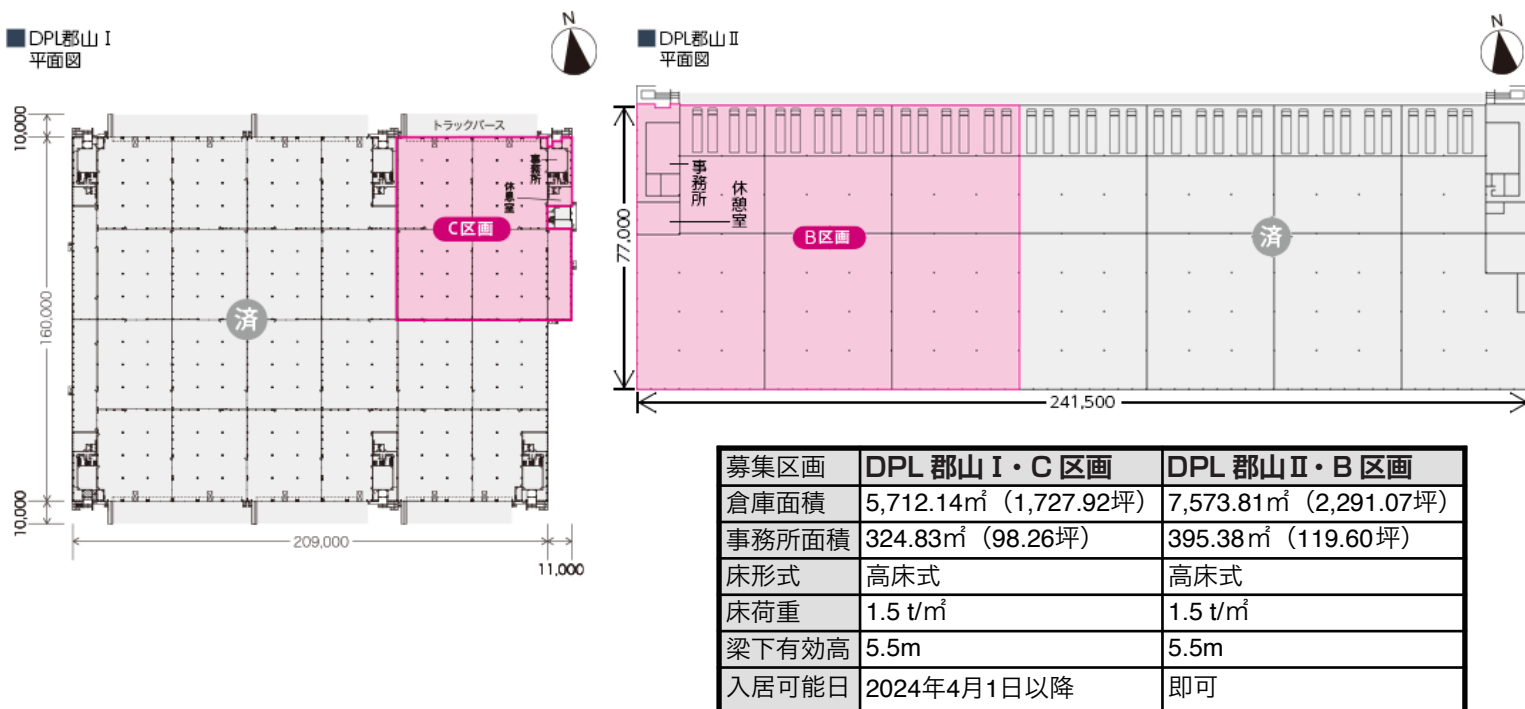 DPL郡山Ⅰ
平面図
N
10,000
トラックバース
事務所
休息室
C区画
160,000
済
10,000
209,000
11,000
DPL郡山Ⅱ
平面図
N
事務所
休憩室
77,000
B区画
済
241,500
募集区画 DPL 郡山Ⅰ・C 区画 DPL 郡山Ⅱ・B 区画
倉庫面積 5,712.14㎡（1,727.92坪） 7,573.81㎡（2,291.07坪）
事務所面積 324.83㎡（98.26坪） 395.38㎡（119.60坪）
床形式 高床式 高床式
床荷重 1.5 t/㎡ 1.5 t/㎡
梁下有効高 5.5m 5.5m
入居可能日 2024年4月1日以降 即可